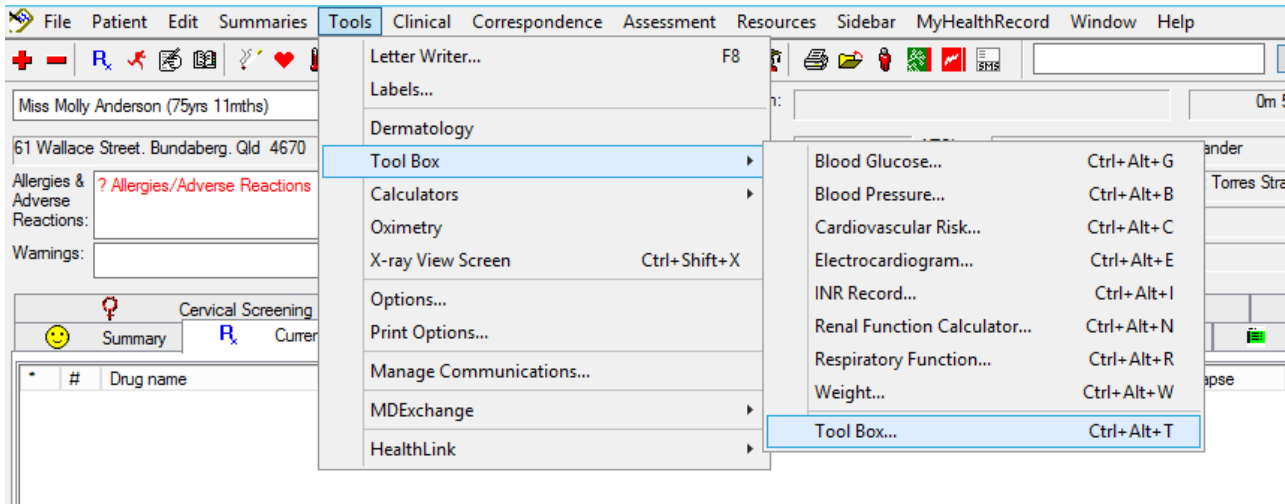 File Patient Edit Summaries Tools Clinical Correspondence Assessment Resources Sidebar MyHealthRecord Window Help
Letter Writer... F8
SMS
Labels...
Miss Molly Anderson (75yrs 11mths)
0m
Dermatology
61 Wallace Street. Bundaberg. Qld 4670
Tool Box
Blood Glucose... Ctrl+Alt+G
Allergies & Adverse Reactions:
? Allergies/Adverse Reactions
Calculators
Blood Pressure... Ctrl+Alt+B
Torres
Oximetry
Cardiovascular Risk... Ctrl+Alt+C
Warnings:
X-ray View Screen Ctrl+Shift+X
Electrocardiogram... Ctrl+Alt+E
Options...
INR Record... Ctrl+Alt+I
Cervical Screening
Print Options...
Renal Function Calculator... Ctrl+Alt+N
Summary Rx
Manage Communications...
Respiratory Function... Ctrl+Alt+R
* # Drug name
Weight... Ctrl+Alt+W
MDExchange
Tool Box... Ctrl+Alt+T
HealthLink